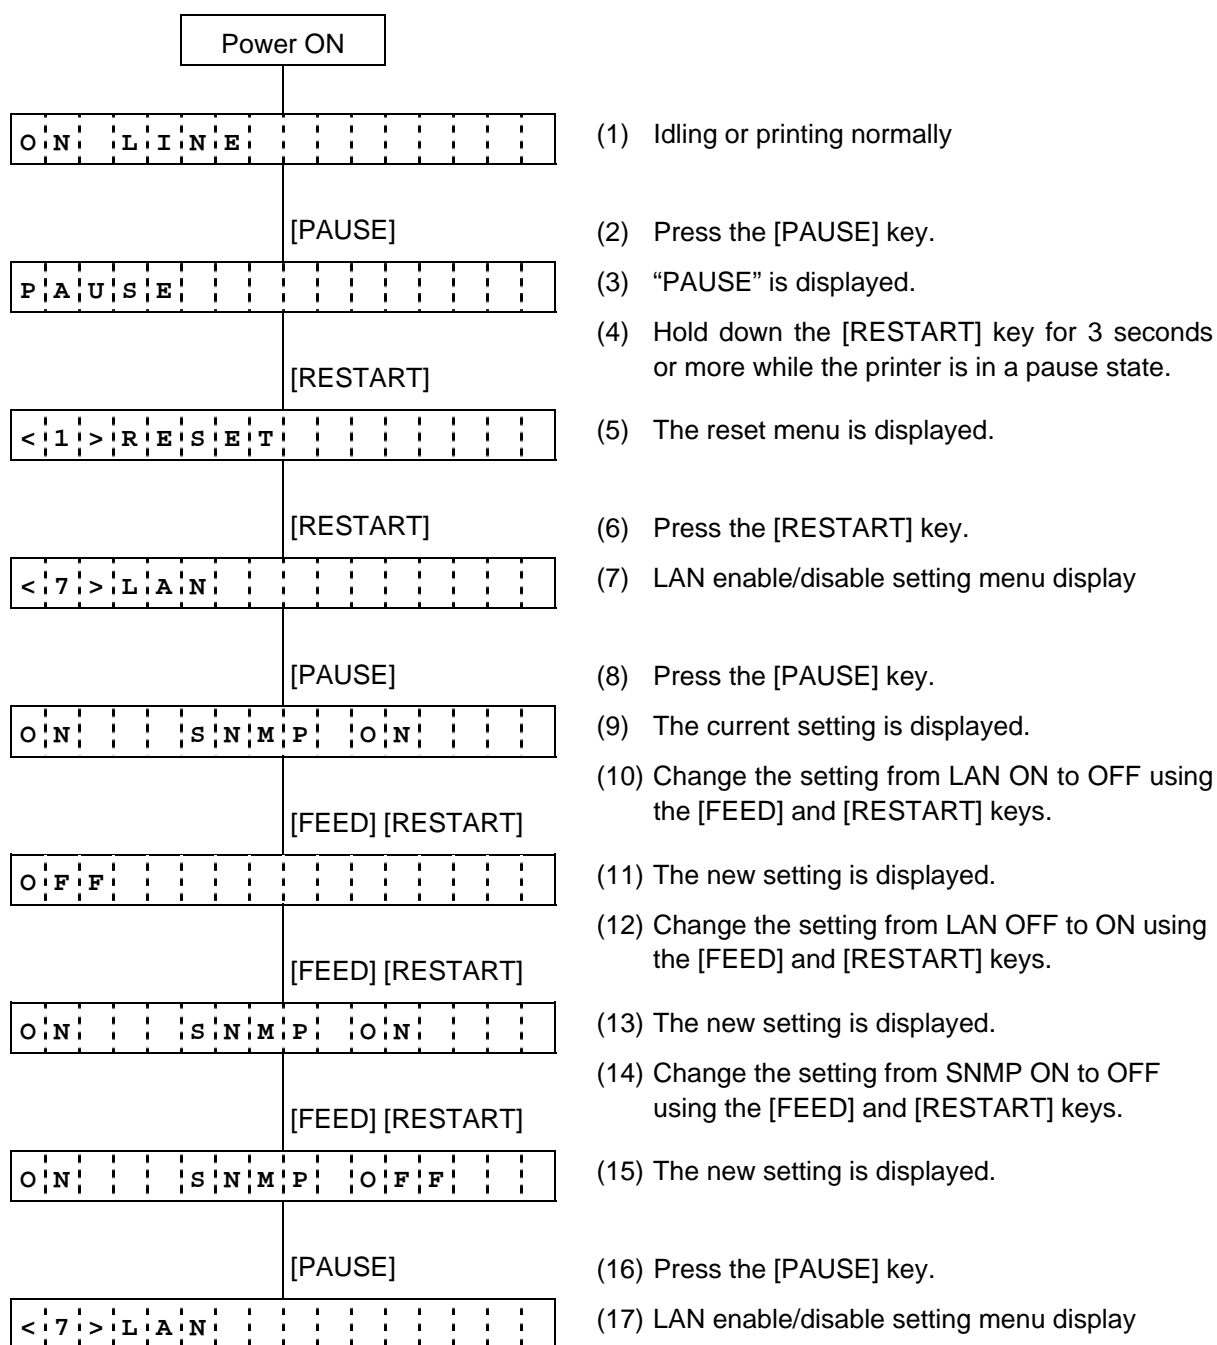 Power ON
ON LINE
(1) Idling or printing normally
[PAUSE]
(2) Press the [PAUSE] key.
PAUSE
(3) “PAUSE” is displayed.
(4) Hold down the [RESTART] key for 3 seconds
or more while the printer is in a pause state.
[RESTART]
<1>RESET
(5) The reset menu is displayed.
[RESTART]
(6) Press the [RESTART] key.
<7>LAN
(7) LAN enable/disable setting menu display
[PAUSE]
(8) Press the [PAUSE] key.
ON   SNMP ON
(9) The current setting is displayed.
(10) Change the setting from LAN ON to OFF using
the [FEED] and [RESTART] keys.
[FEED] [RESTART]
OFF
(11) The new setting is displayed.
(12) Change the setting from LAN OFF to ON using
the [FEED] and [RESTART] keys.
[FEED] [RESTART]
ON   SNMP ON
(13) The new setting is displayed.
(14) Change the setting from SNMP ON to OFF
using the [FEED] and [RESTART] keys.
[FEED] [RESTART]
ON   SNMP OFF
(15) The new setting is displayed.
[PAUSE]
(16) Press the [PAUSE] key.
<7>LAN
(17) LAN enable/disable setting menu display